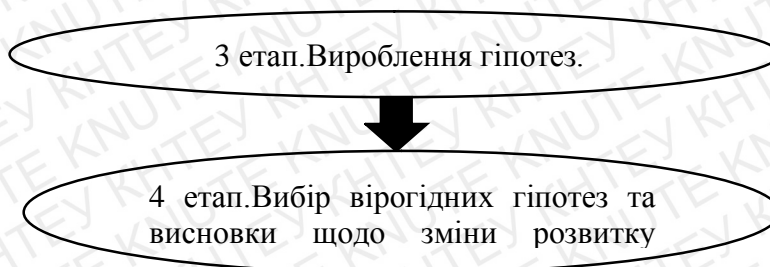 3 етап.Вироблення гіпотез.
4 етап.Вибір вірогідних гіпотез та
висновки щодо зміни розвитку